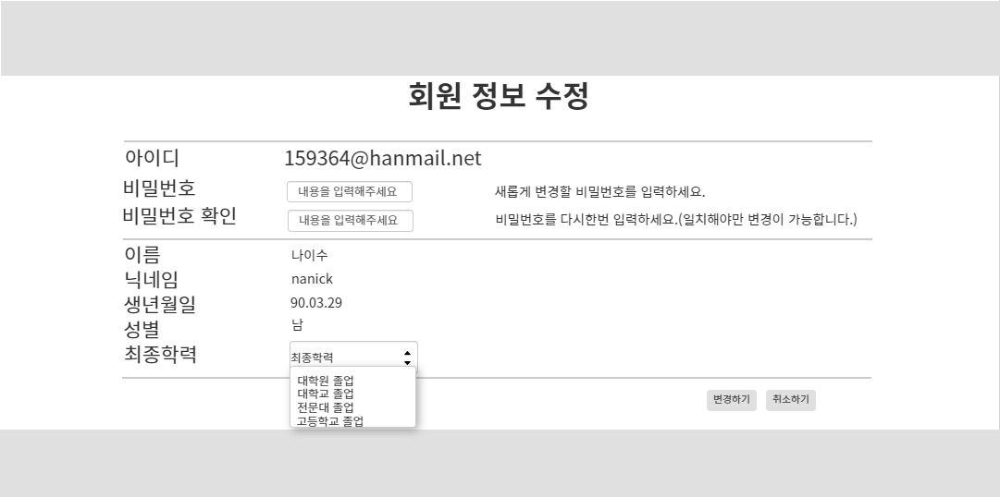 회원 정보 수정
아이디 159364@hanmail.net
비밀번호 내용을 입력해주세요 새롭게 변경할 비밀번호를 입력하세요.
비밀번호 확인 내용을 입력해주세요 비밀번호를 다시한번 입력하세요.(일치해야만 변경이 가능합니다.)
이름 나이수
닉네임 nanick
생년월일 90.03.29
성별 남
최종학력 최종학력
대학원 졸업
대학교 졸업
전문대 졸업
고등학교 졸업
변경하기 취소하기